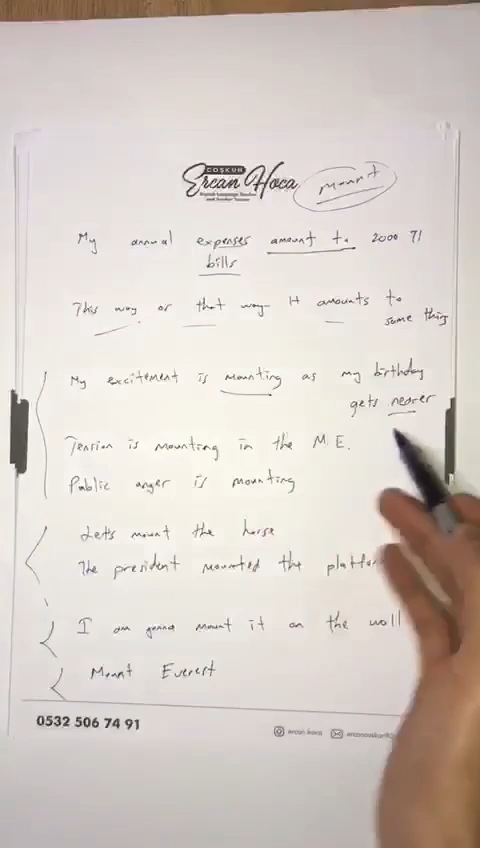 COŞKUN
Ercan Hoca
mount
My annual expenses amount to 2000 Tl
bills
This way or that way it amounts to
same thing
My excitement is mounting as my birthday
gets nearer
Tension is mounting in the M.E.
Public anger is mounting
Let's mount the horse
The president mounted the
I am gonna mount it on the wall
Mount Everest
0532 506 74 91
ercan hoca